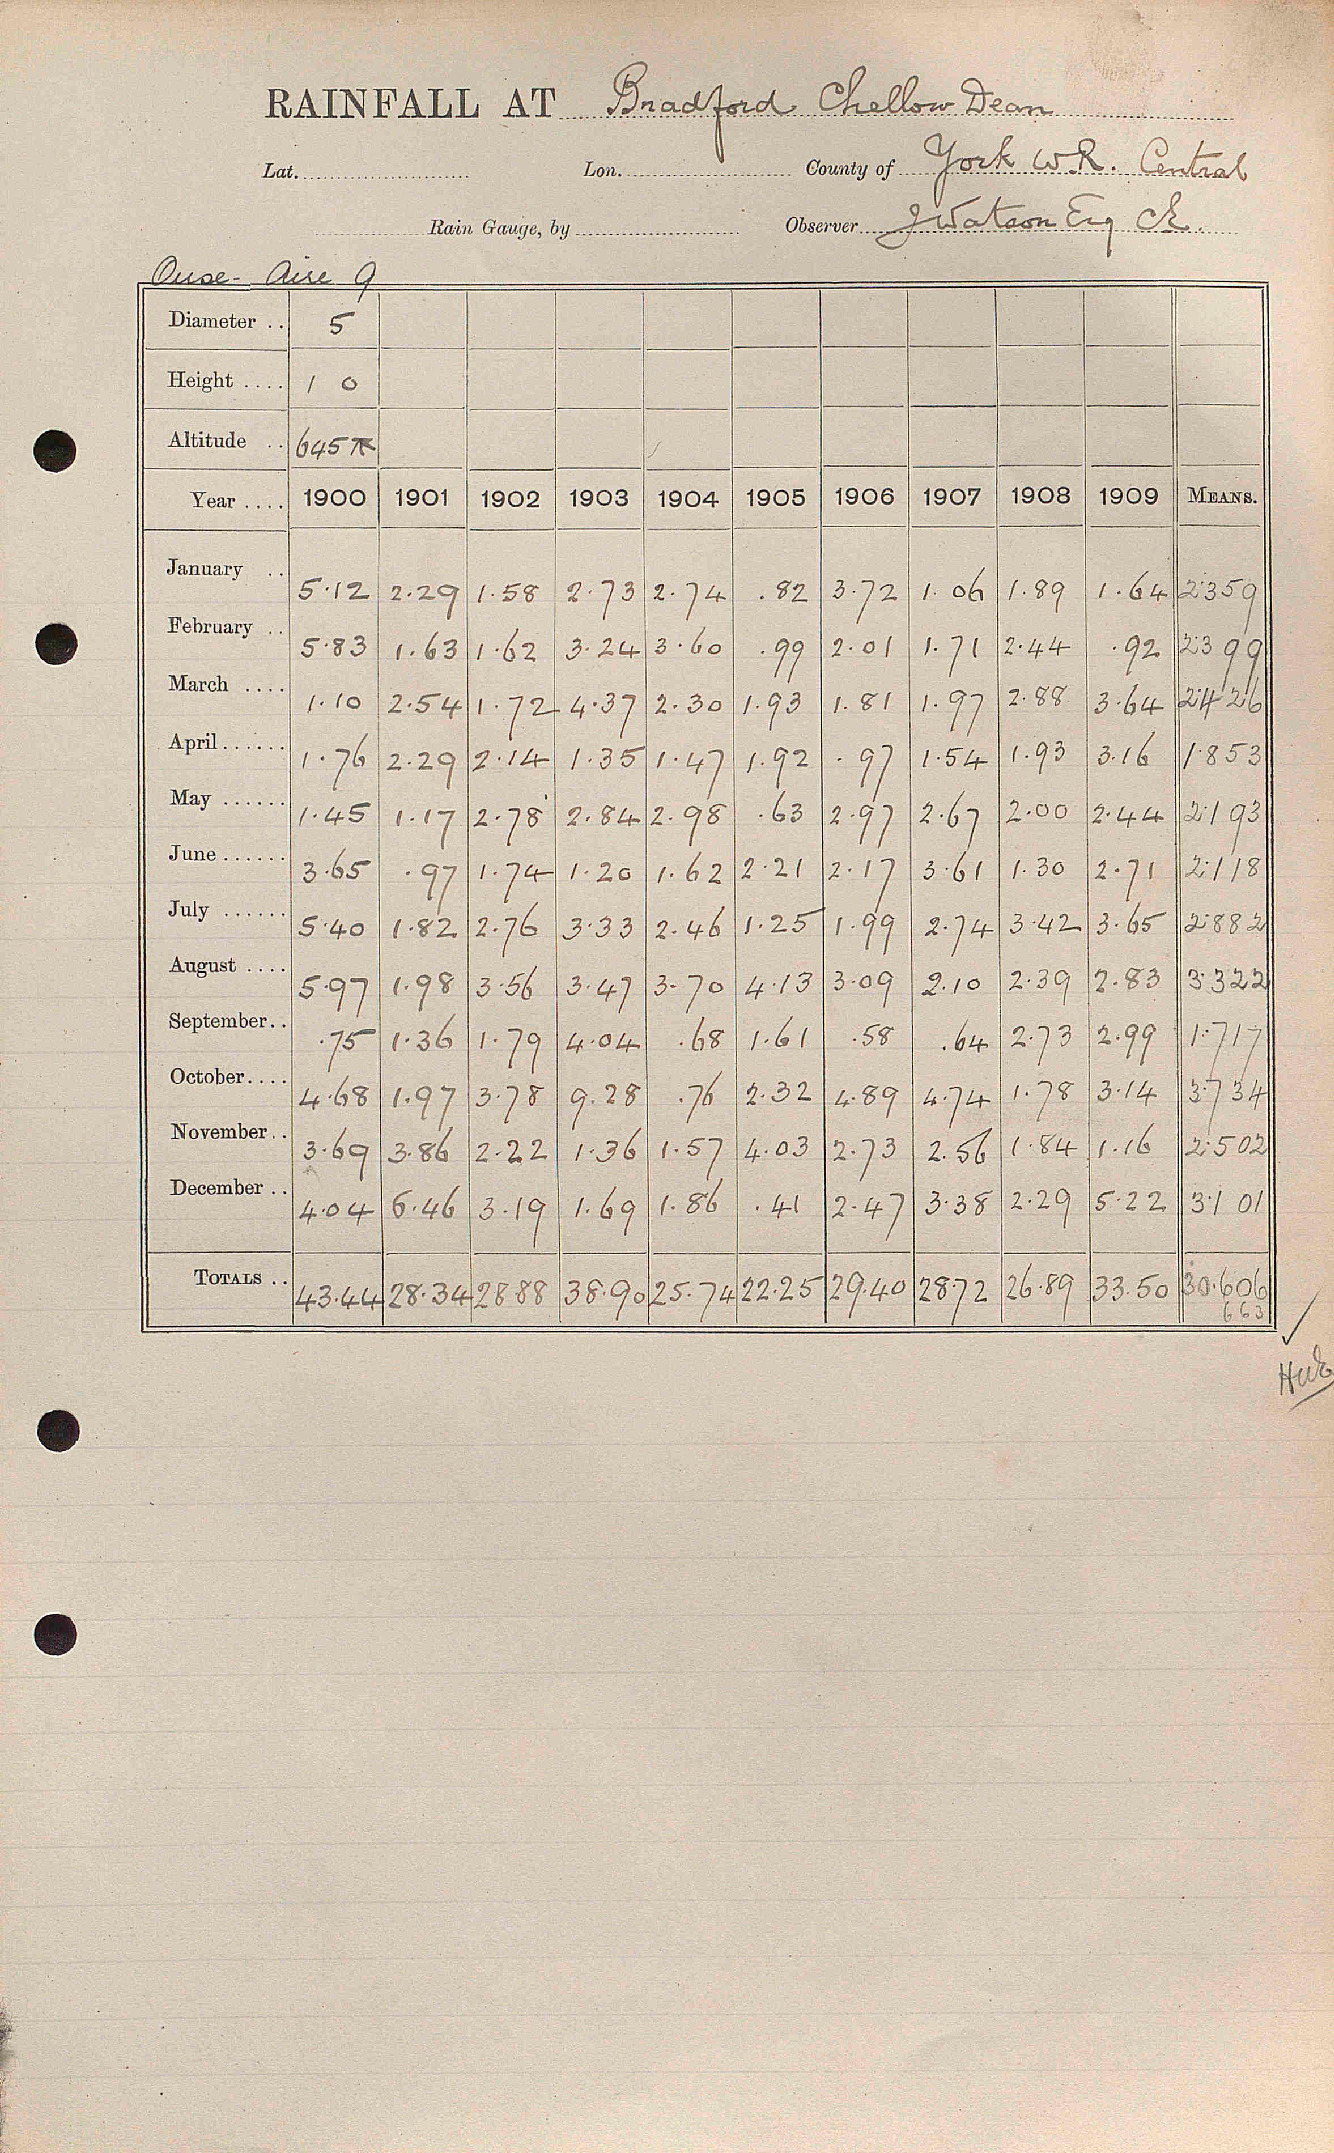 RAINFALL AT Bradford Chellow Dean
Lat. Lon. County of York W.R. Central
Rain Gauge, by Observer J Watson Esq CE
Ouse - Aire 9
Diameter .. 5
Height .... 1 0
Altitude .. 645
Year .... 1900 1901 1902 1903 1904 1905 1906 1907 1908 1909 MEANS.
January .. 5.12 2.29 1.58 2.73 2.74 .82 3.72 1.06 1.89 1.64 2.359
February .. 5.83 1.63 1.62 3.24 3.60 .99 2.01 1.71 2.44 .92 2399
March .... 1.10 2.54 1.72 4.37 2.30 1.93 1.81 1.97 2.88 3.64 2.426
April ...... 1.76 2.29 2.14 1.35 1.47 1.92 .97 1.54 1.93 3.16 1.853
May ...... 1.45 1.17 2.78 2.84 2.98 .63 2.97 2.67 2.00 2.44 2.193
June ...... 3.65 .97 1.74 1.20 1.62 2.21 2.17 3.61 1.30 2.71 2.118
July ...... 5.40 1.82 2.76 3.33 2.46 1.25 1.99 2.74 3.42 3.65 2.882
August .... 5.97 1.98 3.56 3.47 3.70 4.13 3.09 2.10 2.39 2.83 3.322
September .. .75 1.36 1.79 4.04 .68 1.61 .58 .64 2.73 2.99 1.717
October .... 4.68 1.97 3.78 9.28 .76 2.32 4.89 4.74 1.78 3.14 3.734
November .. 3.69 3.86 2.22 1.36 1.57 4.03 2.73 2.56 1.84 1.16 2.502
December .. 4.04 6.46 3.19 1.69 1.86 .41 2.47 3.38 2.29 5.22 3.101
TOTALS .. 43.44 28.34 28.88 38.90 25.74 22.25 29.40 28.72 26.89 33.50 30.606
663